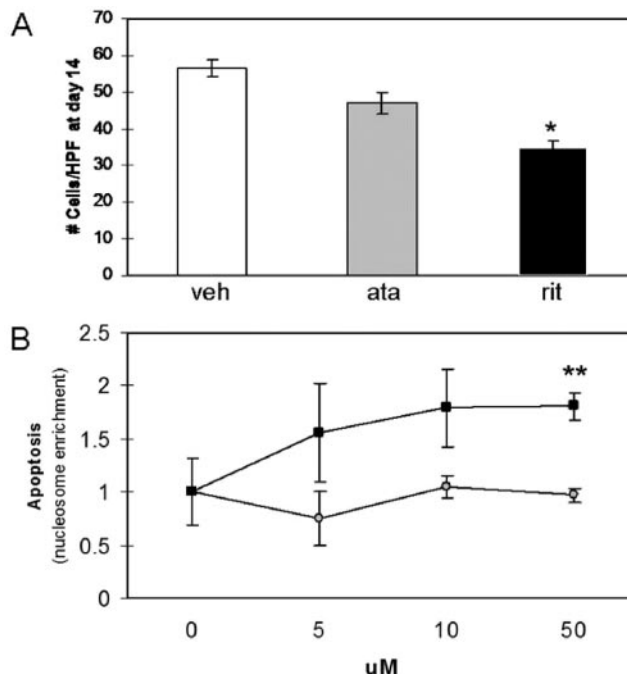 A
# Cells/HPF at day 14
70
60
50
40
30
20
10
0
*
veh ata rit
B
Apoptosis
(nucleosome enrichment)
2.5
2
1.5
1
0.5
0
**
0 5 10 50
uM